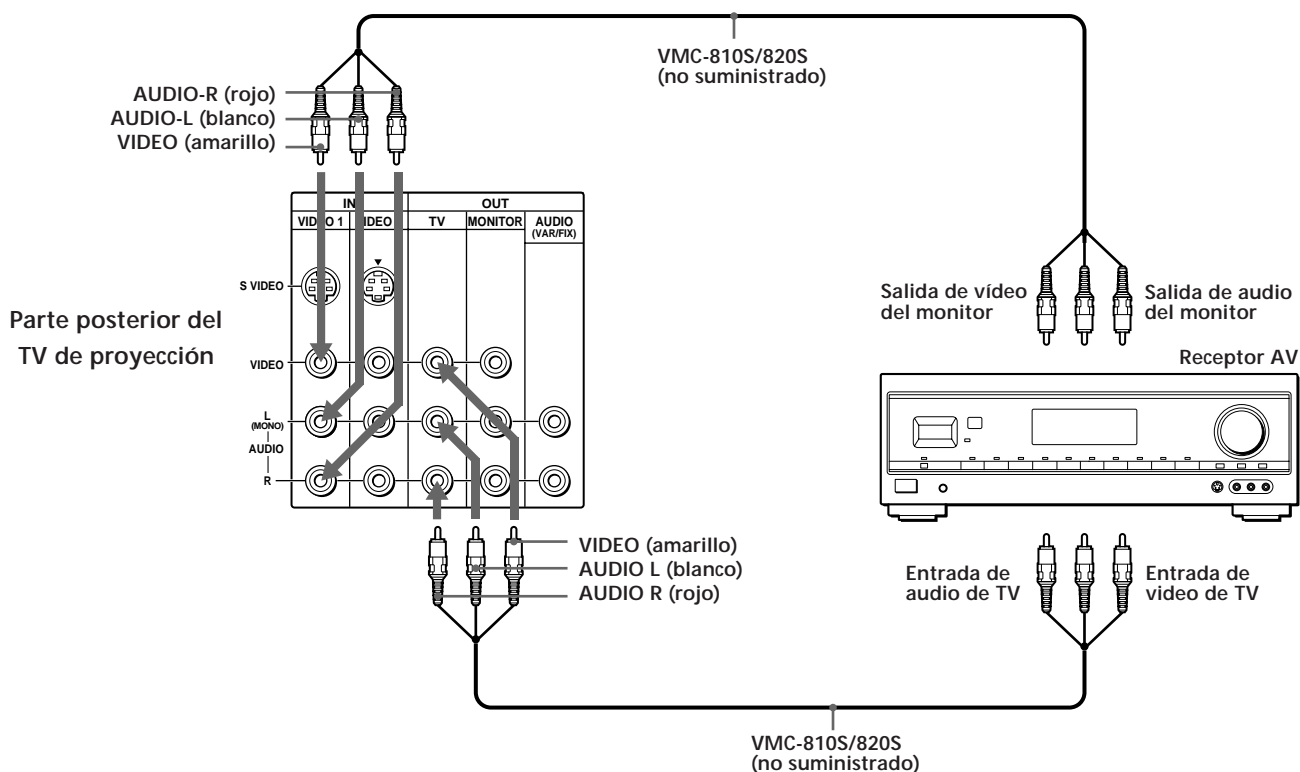 VMC-810S/820S
(no suministrado)
AUDIO-R (rojo)
AUDIO-L (blanco)
VIDEO (amarillo)
IN
OUT
VIDEO 1
VIDEO
TV
MONITOR
AUDIO
(VAR/FIX)
S VIDEO
Parte posterior del
TV de proyección
VIDEO
L
(MONO)
AUDIO
R
Salida de vídeo
del monitor
Salida de audio
del monitor
Receptor AV
VIDEO (amarillo)
AUDIO L (blanco)
AUDIO R (rojo)
Entrada de
audio de TV
Entrada de
video de TV
VMC-810S/820S
(no suministrado)